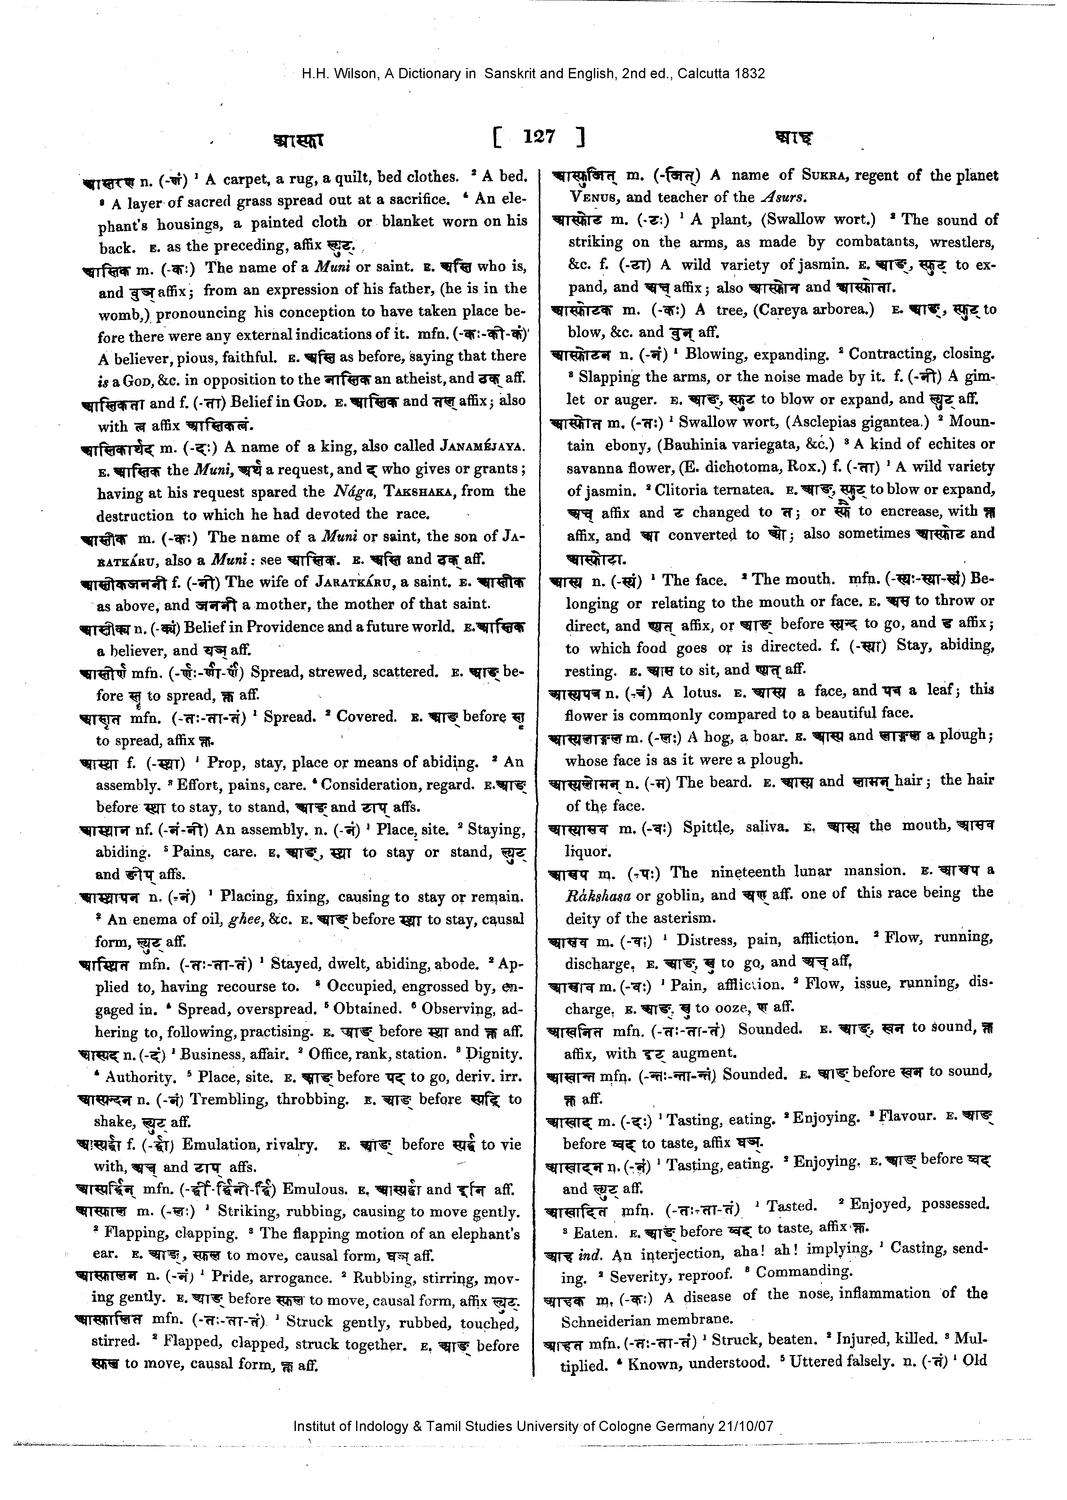 H.H. Wilson, A Dictionary in Sanskrit and English, 2nd ed., Calcutta 1832
आस्फा [ 127 ] आह
आस्तरण n. (-णं) ¹ A carpet, a rug, a quilt, bed clothes. ² A bed.
³ A layer of sacred grass spread out at a sacrifice. ⁴ An ele-
phant's housings, a painted cloth or blanket worn on his
back. E. as the preceding, affix ल्युट्.
आस्तिक m. (-कः) The name of a Muni or saint. E. अस्ति who is,
and वुञ् affix; from an expression of his father, (he is in the
womb,) pronouncing his conception to have taken place be-
fore there were any external indications of it. mfn. (-कः-की-कं)
A believer, pious, faithful. E. अस्ति as before, saying that there
is a GOD, &c. in opposition to the नास्तिक an atheist, and ठक् aff.
आस्तिकता and f. (-ता) Belief in GOD. E. आस्तिक and तल् affix; also
with त्व affix आस्तिकत्वं.
आस्तिकार्थद m. (-दः) A name of a king, also called JANAMÉJAYA.
E. आस्तिक the Muni, अर्थ a request, and द who gives or grants;
having at his request spared the Nága, TAKSHAKA, from the
destruction to which he had devoted the race.
आस्तीक m. (-कः) The name of a Muni or saint, the son of JA-
RATKÁRU, also a Muni: see आस्तिक. E. अस्ति and ठक् aff.
आस्तीकजननी f. (-नी) The wife of JARATKÁRU, a saint. E. आस्तीक
as above, and जननी a mother, the mother of that saint.
आस्तीक्य n. (-क्यं) Belief in Providence and a future world. E. आस्तिक
a believer, and यञ् aff.
आस्तीर्ण mfn. (-र्णः-र्णा-र्णं) Spread, strewed, scattered. E. आङ् be-
fore स्तॄ to spread, क्त aff.
आस्तृत mfn. (-तः-ता-तं) ¹ Spread. ² Covered. E. आङ् before स्तृ
to spread, affix क्त.
आस्था f. (-स्था) ¹ Prop, stay, place or means of abiding. ² An
assembly. ³ Effort, pains, care. ⁴ Consideration, regard. E. आङ्
before स्था to stay, to stand, अङ् and टाप् affs.
आस्थान nf. (-नं-नी) An assembly. n. (-नं) ¹ Place, site. ² Staying,
abiding. ³ Pains, care. E. आङ्, स्था to stay or stand, ल्युट्
and ङीप् affs.
आस्थापन n. (-नं) ¹ Placing, fixing, causing to stay or remain.
² An enema of oil, ghee, &c. E. आङ् before स्था to stay, causal
form, ल्युट् aff.
आस्थित mfn. (-तः-ता-तं) ¹ Stayed, dwelt, abiding, abode. ² Ap-
plied to, having recourse to. ³ Occupied, engrossed by, en-
gaged in. ⁴ Spread, overspread. ⁵ Obtained. ⁶ Observing, ad-
hering to, following, practising. E. आङ् before स्था and क्त aff.
आस्पद n. (-दं) ¹ Business, affair. ² Office, rank, station. ³ Dignity.
⁴ Authority. ⁵ Place, site. E. आङ् before पद to go, deriv. irr.
आस्पन्दन n. (-नं) Trembling, throbbing. E. आङ् before स्पदि to
shake, ल्युट् aff.
आस्पर्द्धा f. (-र्द्धा) Emulation, rivalry. E. आङ् before स्पर्द्ध to vie
with, अच् and टाप् affs.
आस्पर्द्धिन् mfn. (-र्द्धी-र्द्धिनी-र्द्धि) Emulous. E. आस्पर्द्धा and इनि aff.
आस्फाल m. (-लः) ¹ Striking, rubbing, causing to move gently.
² Flapping, clapping. ³ The flapping motion of an elephant's
ear. E. आङ्, स्फल to move, causal form, घञ् aff.
आस्फालन n. (-नं) ¹ Pride, arrogance. ² Rubbing, stirring, mov-
ing gently. E. आङ् before स्फल to move, causal form, affix ल्युट्.
आस्फालित mfn. (-तः-ता-तं) ¹ Struck gently, rubbed, touched,
stirred. ² Flapped, clapped, struck together. E. आङ् before
स्फल to move, causal form, क्त aff.
आस्फुजित् m. (-जित्) A name of SUKRA, regent of the planet
VENUS, and teacher of the Asurs.
आस्फोट m. (-टः) ¹ A plant, (Swallow wort.) ² The sound of
striking on the arms, as made by combatants, wrestlers,
&c. f. (-टा) A wild variety of jasmin. E. आङ्, स्फुट to ex-
pand, and अच् affix; also आस्फोत and आस्फोता.
आस्फोटक m. (-कः) A tree, (Careya arborea.) E. आङ्, स्फुट to
blow, &c. and वुन् aff.
आस्फोटन n. (-नं) ¹ Blowing, expanding. ² Contracting, closing.
³ Slapping the arms, or the noise made by it. f. (-नी) A gim-
let or auger. E. आङ्, स्फुट to blow or expand, and ल्युट् aff.
आस्फोत m. (-तः) ¹ Swallow wort, (Asclepias gigantea.) ² Moun-
tain ebony, (Bauhinia variegata, &c.) ³ A kind of echites or
savanna flower, (E. dichotoma, Rox.) f. (-ता) ¹ A wild variety
of jasmin. ² Clitoria ternatea. E. आङ्, स्फुट to blow or expand,
अच् affix and ट changed to त; or स्फै to encrease, with क्त
affix, and आ converted to ओ; also sometimes आस्फोट and
आस्फोटा.
आस्य n. (-स्यं) ¹ The face. ² The mouth. mfn. (-स्यः-स्या-स्यं) Be-
longing or relating to the mouth or face. E. अस to throw or
direct, and ण्यत् affix, or आङ् before स्यन्द to go, and ड affix;
to which food goes or is directed. f. (-स्या) Stay, abiding,
resting. E. आस to sit, and ण्यत् aff.
आस्यपत्र n. (-त्रं) A lotus. E. आस्य a face, and पत्र a leaf; this
flower is commonly compared to a beautiful face.
आस्यलाङ्गल m. (-लः) A hog, a boar. E. आस्य and लाङ्गल a plough;
whose face is as it were a plough.
आस्यलोमन् n. (-म) The beard. E. आस्य and लोमन् hair; the hair
of the face.
आस्यासव m. (-वः) Spittle, saliva. E. आस्य the mouth, आसव
liquor.
आस्रप m. (-पः) The nineteenth lunar mansion. E. आस्रप a
Rákshasa or goblin, and अण् aff. one of this race being the
deity of the asterism.
आस्रव m. (-वः) ¹ Distress, pain, affliction. ² Flow, running,
discharge. E. आङ्, स्रु to go, and अच् aff.
आस्राव m. (-वः) ¹ Pain, affliction. ² Flow, issue, running, dis-
charge. E. आङ्, स्रु to ooze, ण aff.
आस्वनित mfn. (-तः-ता-तं) Sounded. E. आङ्, स्वन to sound, क्त
affix, with इट् augment.
आस्वान्त mfn. (-न्तः-न्ता-न्तं) Sounded. E. आङ् before स्वन to sound,
क्त aff.
आस्वाद m. (-दः) ¹ Tasting, eating. ² Enjoying. ³ Flavour. E. आङ्
before ष्वद to taste, affix घञ्.
आस्वादन n. (-नं) ¹ Tasting, eating. ² Enjoying. E. आङ् before ष्वद
and ल्युट् aff.
आस्वादित mfn. (-तः-ता-तं) ¹ Tasted. ² Enjoyed, possessed.
³ Eaten. E. आङ् before ष्वद to taste, affix क्त.
आह ind. An interjection, aha! ah! implying, ¹ Casting, send-
ing. ² Severity, reproof. ³ Commanding.
आहक m. (-कः) A disease of the nose, inflammation of the
Schneiderian membrane.
आहत mfn. (-तः-ता-तं) ¹ Struck, beaten. ² Injured, killed. ³ Mul-
tiplied. ⁴ Known, understood. ⁵ Uttered falsely. n. (-तं) ¹ Old
Institut of Indology & Tamil Studies University of Cologne Germany 21/10/07